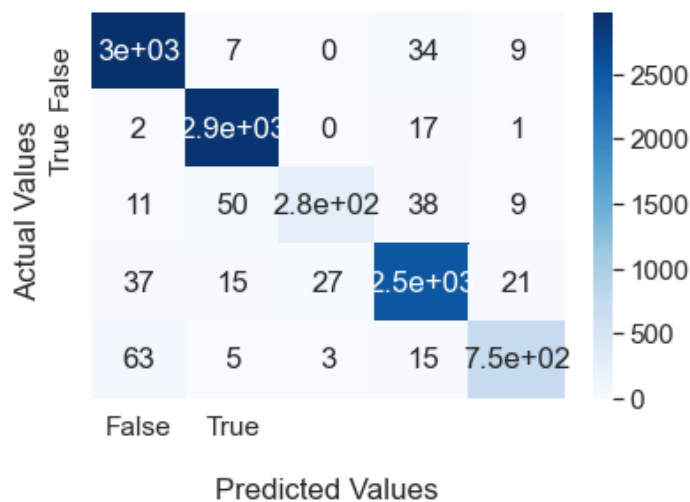 3e+03 7 0 34 9
2 2.9e+03 0 17 1
11 50 2.8e+02 38 9
37 15 27 2.5e+03 21
63 5 3 15 7.5e+02
False
True
Actual Values
False True
Predicted Values
2500
2000
1500
1000
500
0